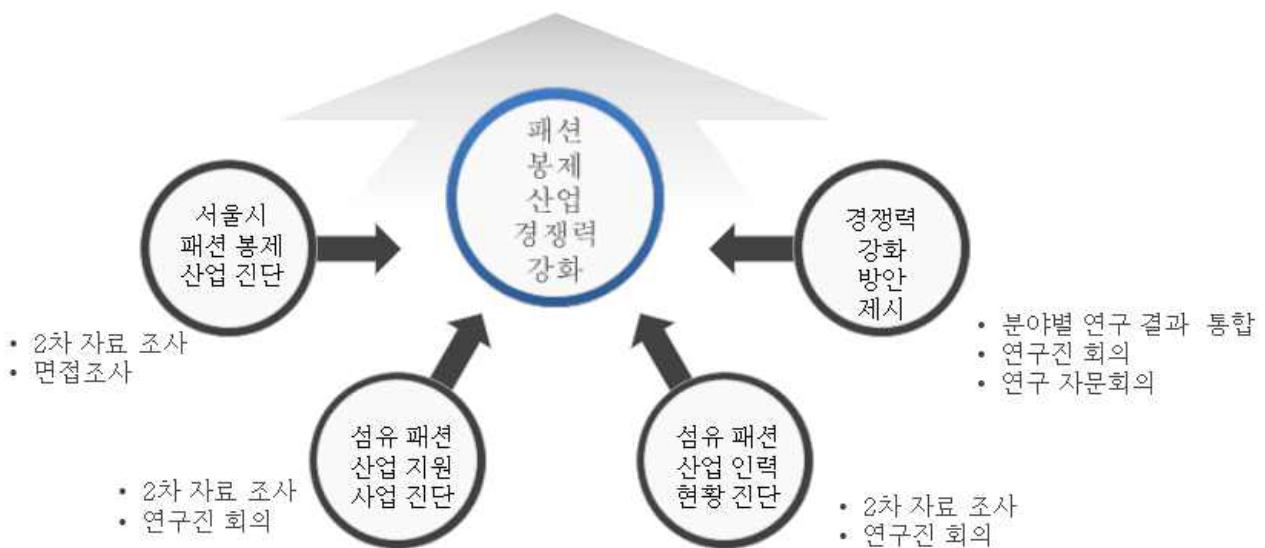 패션
봉제
산업
경쟁력
강화
서울시
패션 봉제
산업 진단
• 2차 자료 조사
• 면접조사
섬유 패션
산업 지원
사업 진단
• 2차 자료 조사
• 연구진 회의
섬유 패션
산업 인력
현황 진단
• 2차 자료 조사
• 연구진 회의
경쟁력
강화
방안
제시
• 분야별 연구 결과 통합
• 연구진 회의
• 연구 자문회의